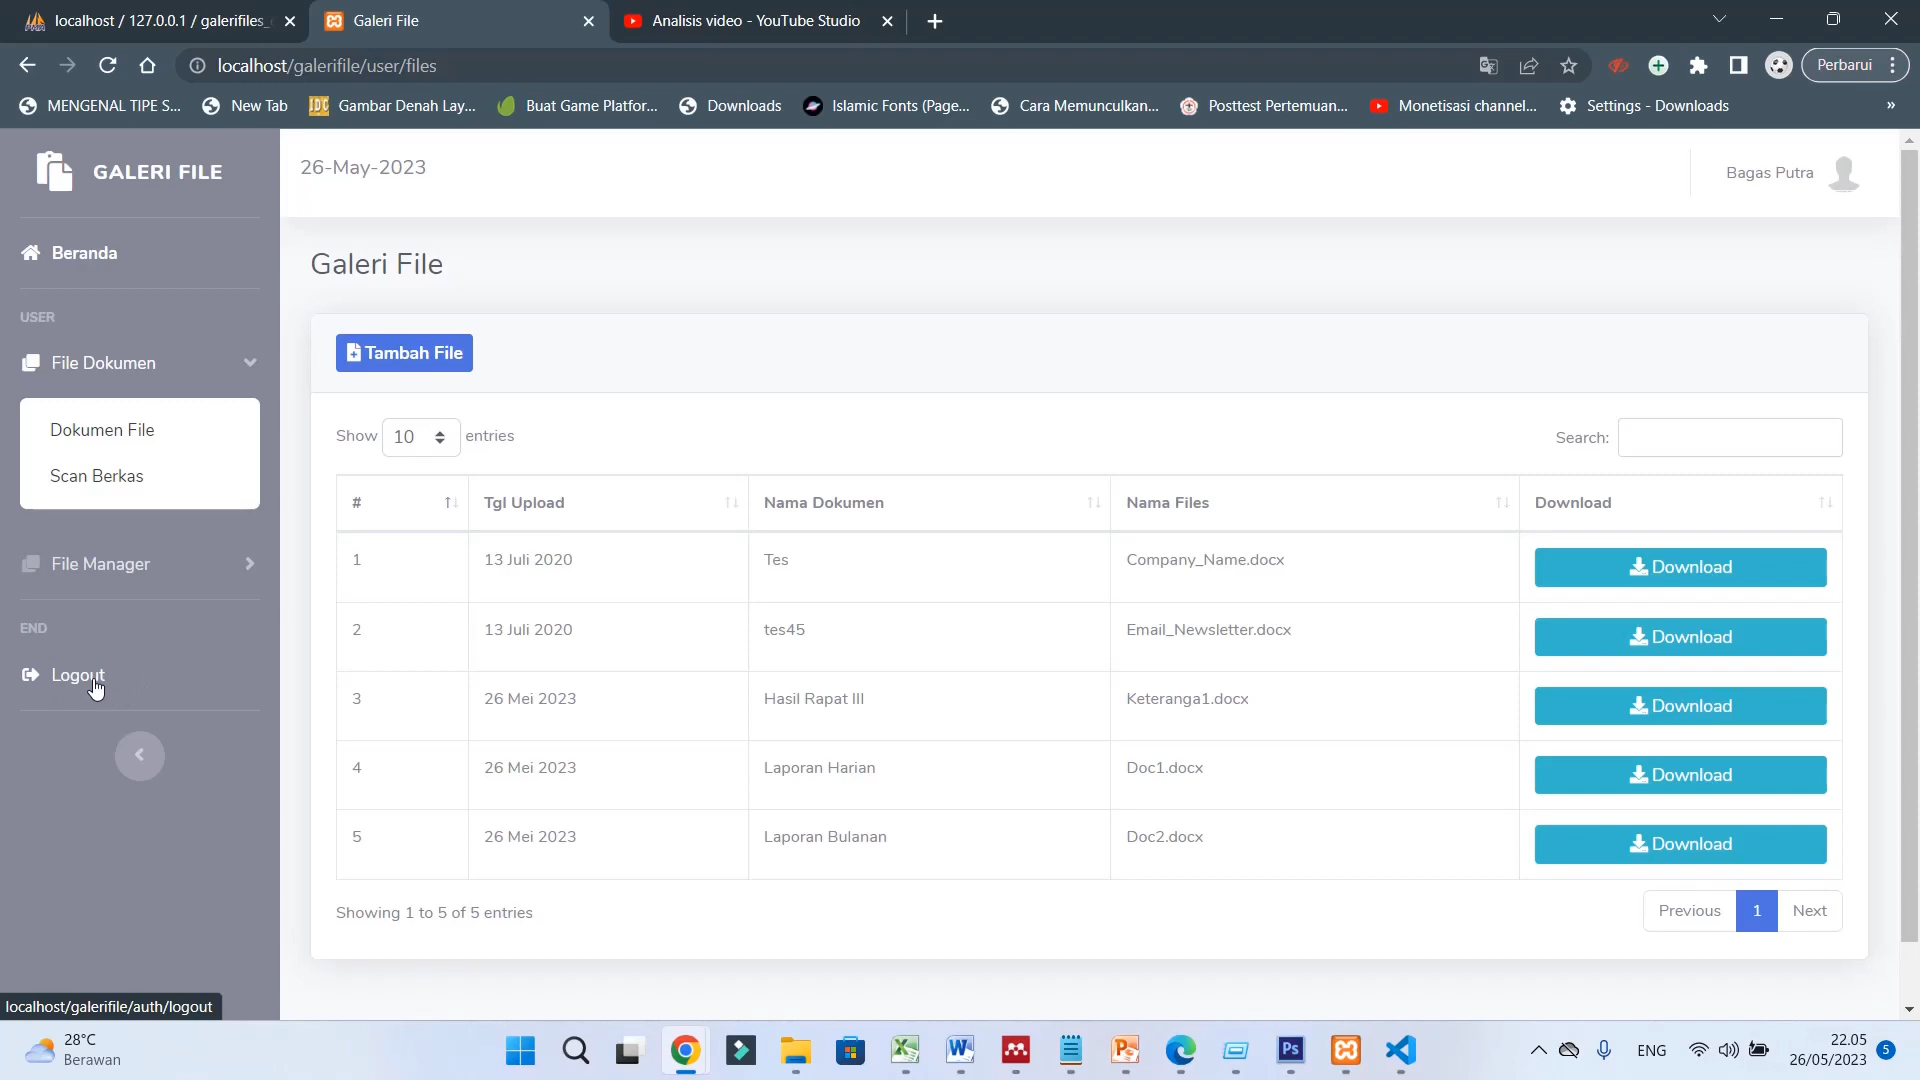 localhost / 127.0.0.1 / galerifiles_
Galeri File
Analisis video - YouTube Studio
localhost/galerifile/user/files
Perbarui
MENGENAL TIPE S...
New Tab
Gambar Denah Lay...
Buat Game Platfor...
Downloads
Islamic Fonts (Page...
Cara Memunculkan...
Posttest Pertemuan...
Monetisasi channel...
Settings - Downloads
»
GALERI FILE
26-May-2023
Bagas Putra
Beranda
USER
File Dokumen
Dokumen File
Scan Berkas
File Manager
END
Logout
Galeri File
Tambah File
Show 10 entries
Search:
# Tgl Upload Nama Dokumen Nama Files Download
1 13 Juli 2020 Tes Company_Name.docx Download
2 13 Juli 2020 tes45 Email_Newsletter.docx Download
3 26 Mei 2023 Hasil Rapat III Keteranga1.docx Download
4 26 Mei 2023 Laporan Harian Doc1.docx Download
5 26 Mei 2023 Laporan Bulanan Doc2.docx Download
Showing 1 to 5 of 5 entries
Previous 1 Next
localhost/galerifile/auth/logout
28°C
Berawan
Ps
ENG
22.05
26/05/2023
5